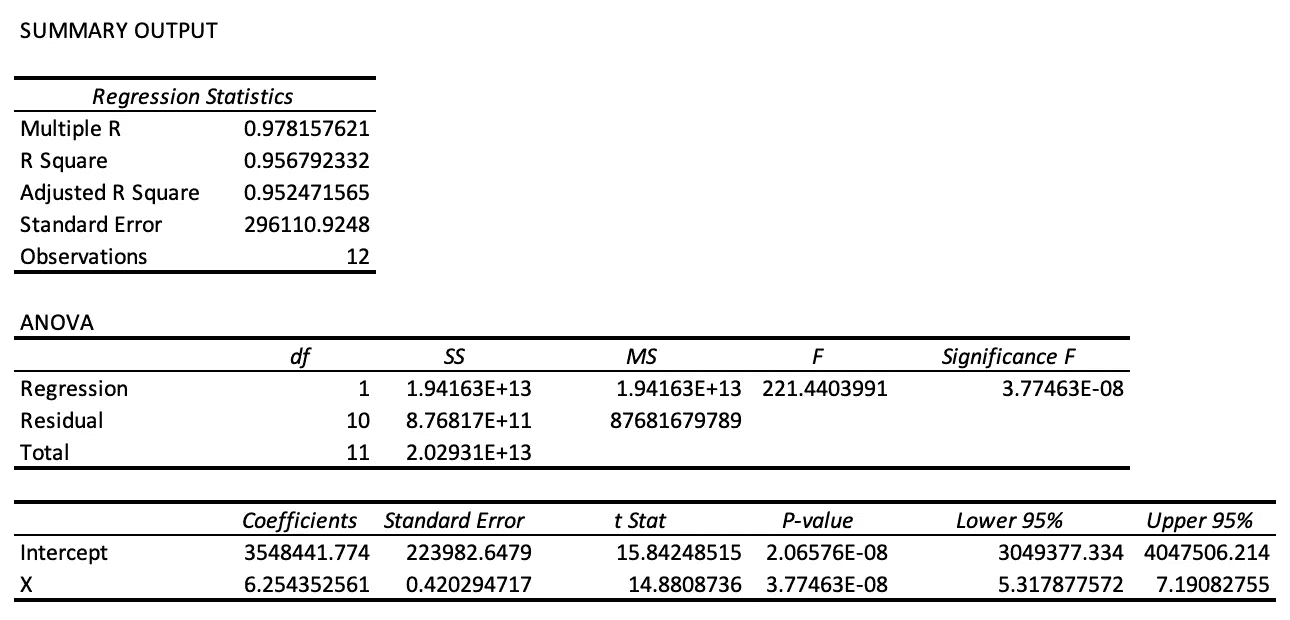 SUMMARY OUTPUT
Regression Statistics
Multiple R 0.978157621
R Square 0.956792332
Adjusted R Square 0.952471565
Standard Error 296110.9248
Observations 12
ANOVA
df SS MS F Significance F
Regression 1 1.94163E+13 1.94163E+13 221.4403991 3.77463E-08
Residual 10 8.76817E+11 87681679789
Total 11 2.02931E+13
Coefficients Standard Error t Stat P-value Lower 95% Upper 95%
Intercept 3548441.774 223982.6479 15.84248515 2.06576E-08 3049377.334 4047506.214
X 6.254352561 0.420294717 14.8808736 3.77463E-08 5.317877572 7.19082755